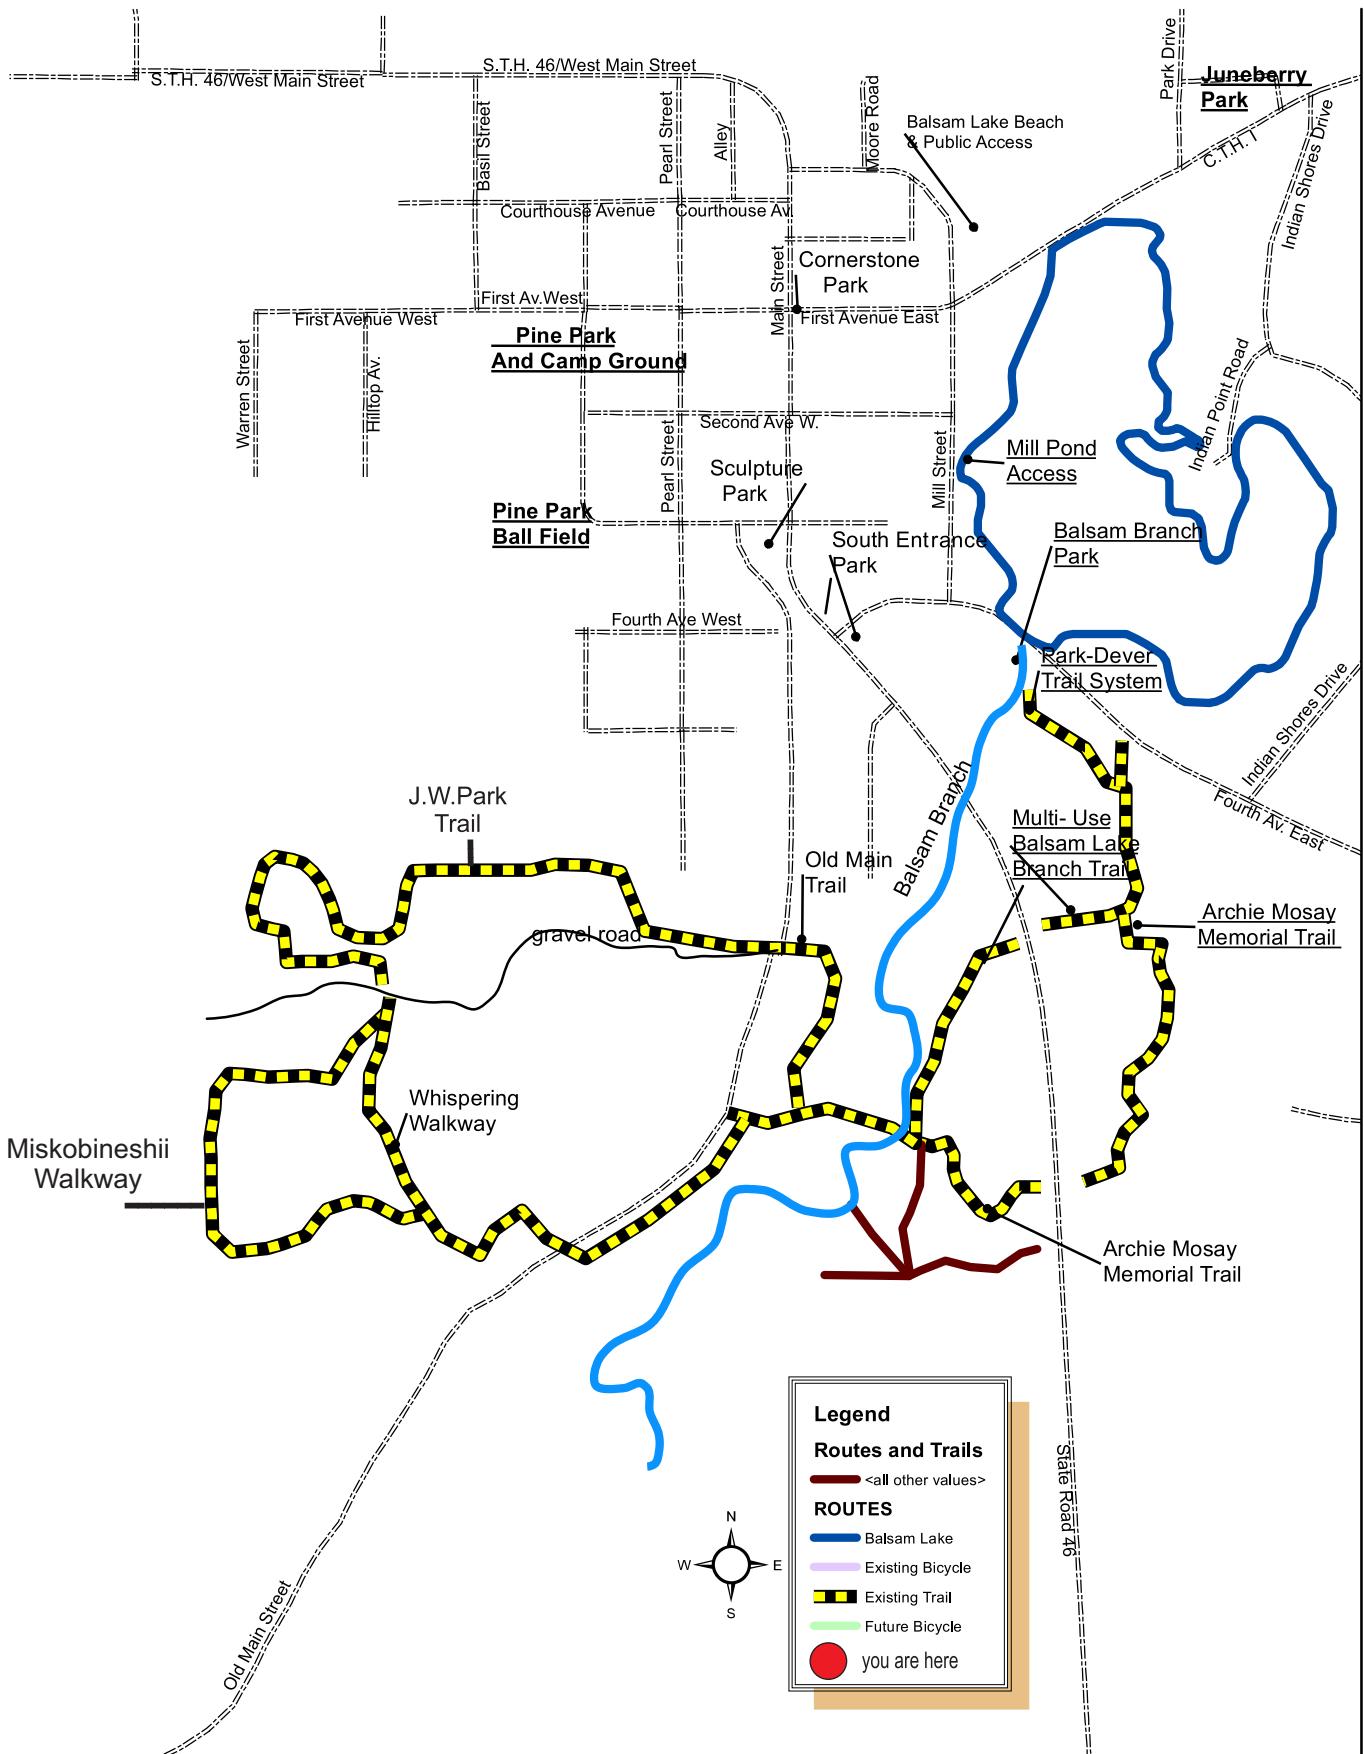 S.T.H. 46/West Main Street
S.T.H. 46/West Main Street
Park Drive
Juneberry
Park
Basil Street
Pearl Street
Alley
Moore Road
Balsam Lake Beach
& Public Access
C.T.H. I
Indian Shores Drive
Courthouse Avenue
Courthouse Av.
Main Street
Cornerstone
Park
First Av.West
First Avenue West
First Avenue East
Pine Park
And Camp Ground
Warren Street
Hilltop Av.
Indian Point Road
Second Ave W.
Pearl Street
Sculpture
Park
Mill Street
Mill Pond
Access
Pine Park
Ball Field
South Entrance
Park
Balsam Branch
Park
Fourth Ave West
Park-Dever
Trail System
Indian Shores Drive
Fourth Av. East
J.W.Park
Trail
Balsam Branch
Multi- Use
Balsam Lake
Branch Trail
Old Main
Trail
Archie Mosay
Memorial Trail
gravel road
Whispering
Walkway
Miskobineshii
Walkway
Archie Mosay
Memorial Trail
State Road 46
Old Main Street
N
W
E
S
Legend
Routes and Trails
<all other values>
ROUTES
Balsam Lake
Existing Bicycle
Existing Trail
Future Bicycle
you are here